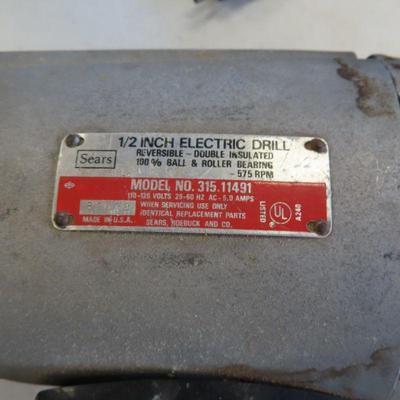 Sears
1/2 INCH ELECTRIC DRILL
REVERSIBLE - DOUBLE INSULATED
100% BALL & ROLLER BEARING
-575 RPM
MODEL NO. 315.11491
110-120 VOLTS 25-60 HZ AC - 5.0 AMPS
WHEN SERVICING USE ONLY
MADE IN U.S.A.
IDENTICAL REPLACEMENT PARTS
SEARS, ROEBUCK AND CO.
LISTED
UL
A240